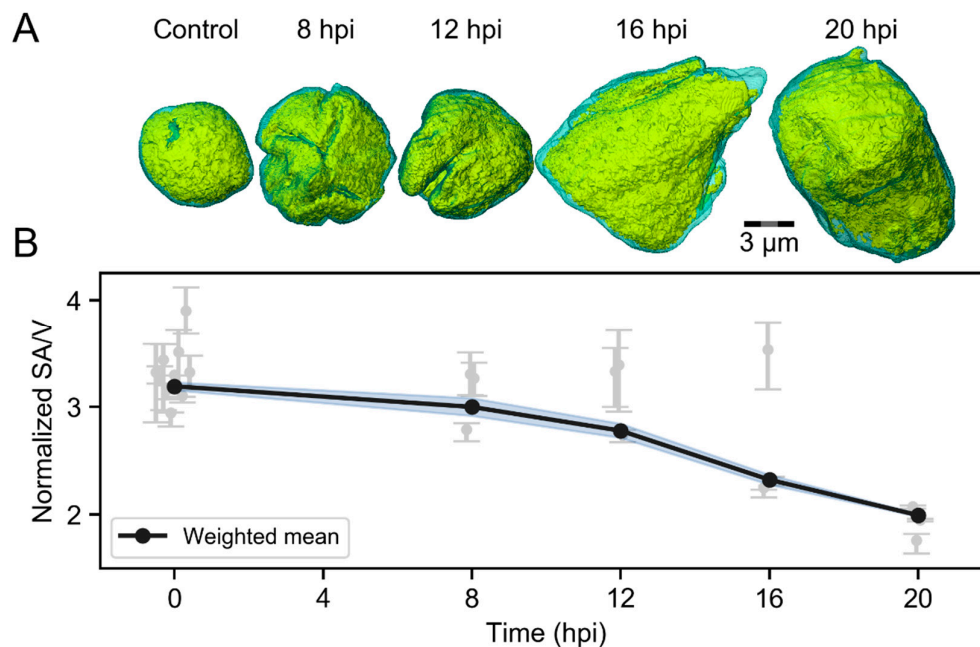 A
Control 8 hpi 12 hpi 16 hpi 20 hpi
3 µm
B
Normalized SA/V
4
3
2
Weighted mean
0 4 8 12 16 20
Time (hpi)